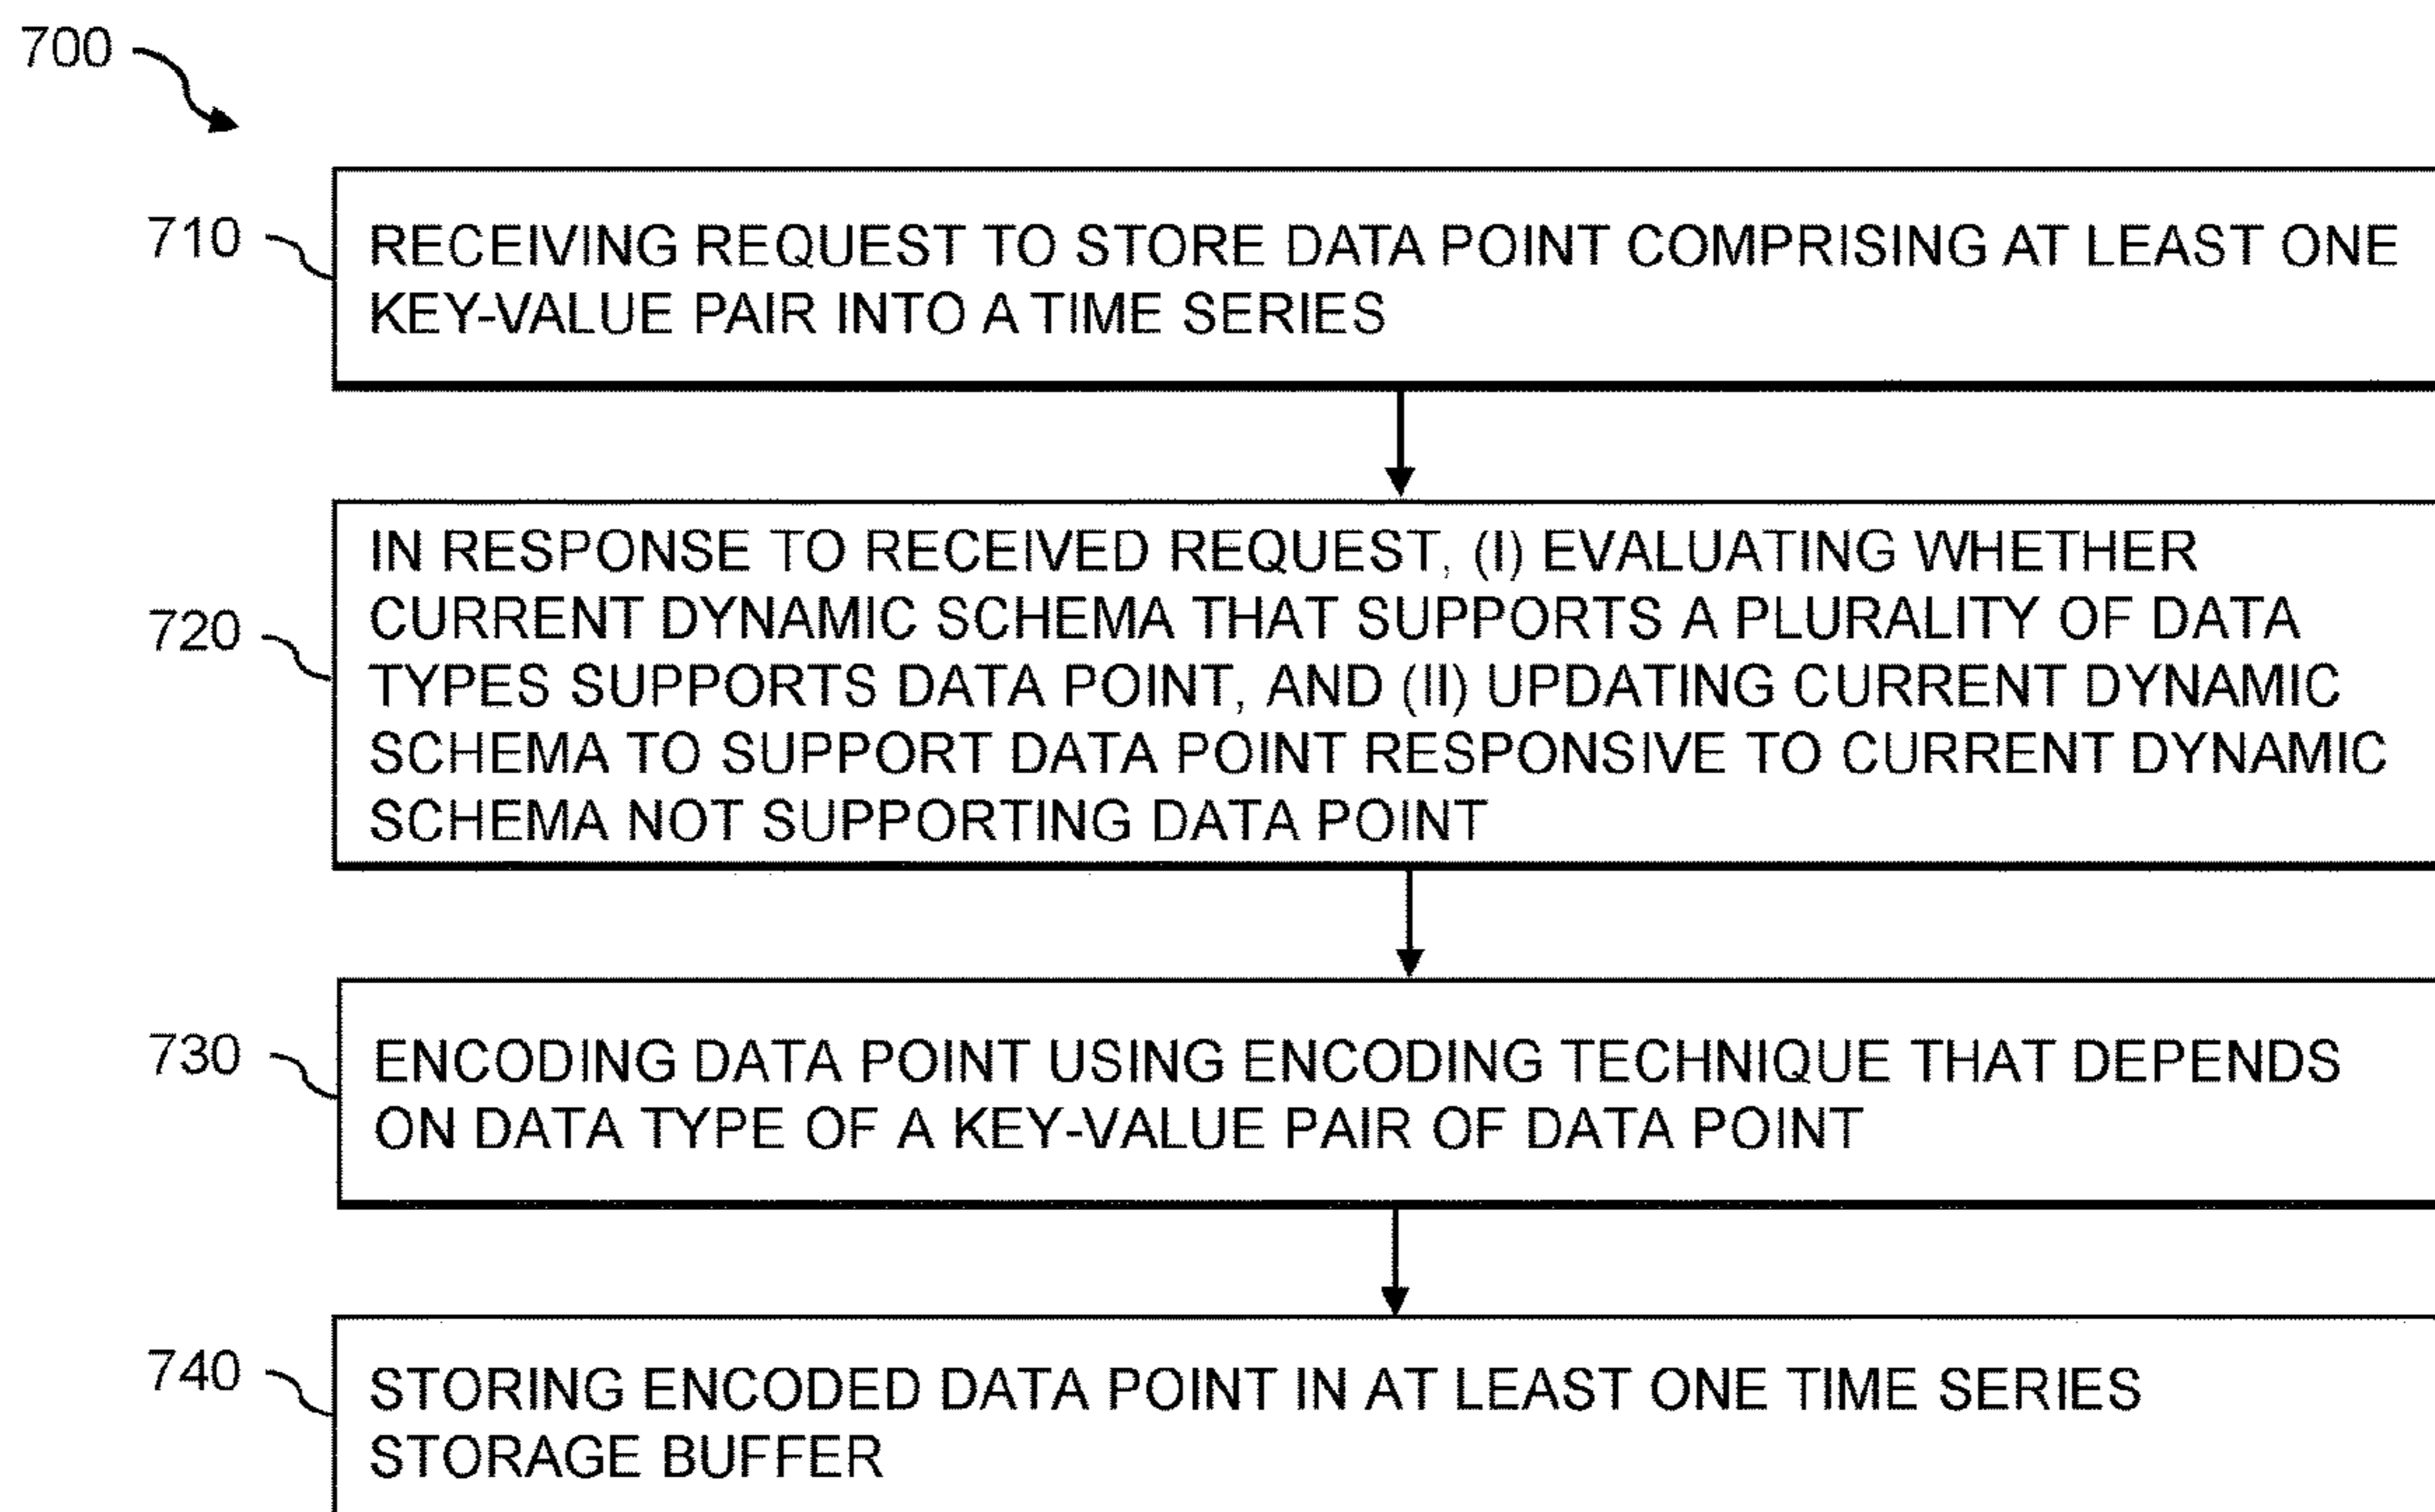 700
710
RECEIVING REQUEST TO STORE DATA POINT COMPRISING AT LEAST ONE
KEY-VALUE PAIR INTO A TIME SERIES
720
IN RESPONSE TO RECEIVED REQUEST, (I) EVALUATING WHETHER
CURRENT DYNAMIC SCHEMA THAT SUPPORTS A PLURALITY OF DATA
TYPES SUPPORTS DATA POINT, AND (II) UPDATING CURRENT DYNAMIC
SCHEMA TO SUPPORT DATA POINT RESPONSIVE TO CURRENT DYNAMIC
SCHEMA NOT SUPPORTING DATA POINT
730
ENCODING DATA POINT USING ENCODING TECHNIQUE THAT DEPENDS
ON DATA TYPE OF A KEY-VALUE PAIR OF DATA POINT
740
STORING ENCODED DATA POINT IN AT LEAST ONE TIME SERIES
STORAGE BUFFER